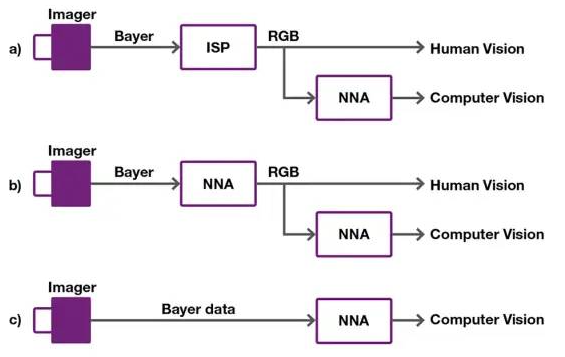 Imager
a)
Bayer
ISP
RGB
Human Vision
NNA
Computer Vision
Imager
b)
Bayer
NNA
RGB
Human Vision
NNA
Computer Vision
Imager
c)
Bayer data
NNA
Computer Vision